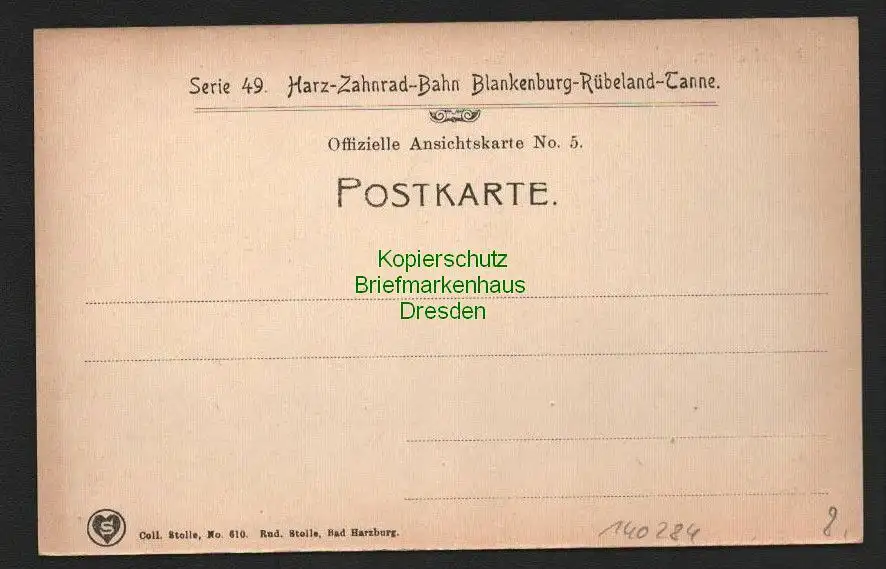 Serie 49. Harz-Zahnrad-Bahn Blankenburg-Rübeland-Tanne.
Offizielle Ansichtskarte No. 5.
POSTKARTE.
Kopierschutz
Briefmarkenhaus
Dresden
S
Coll. Stolle, No. 610. Rud. Stolle, Bad Harzburg.
140284
8.